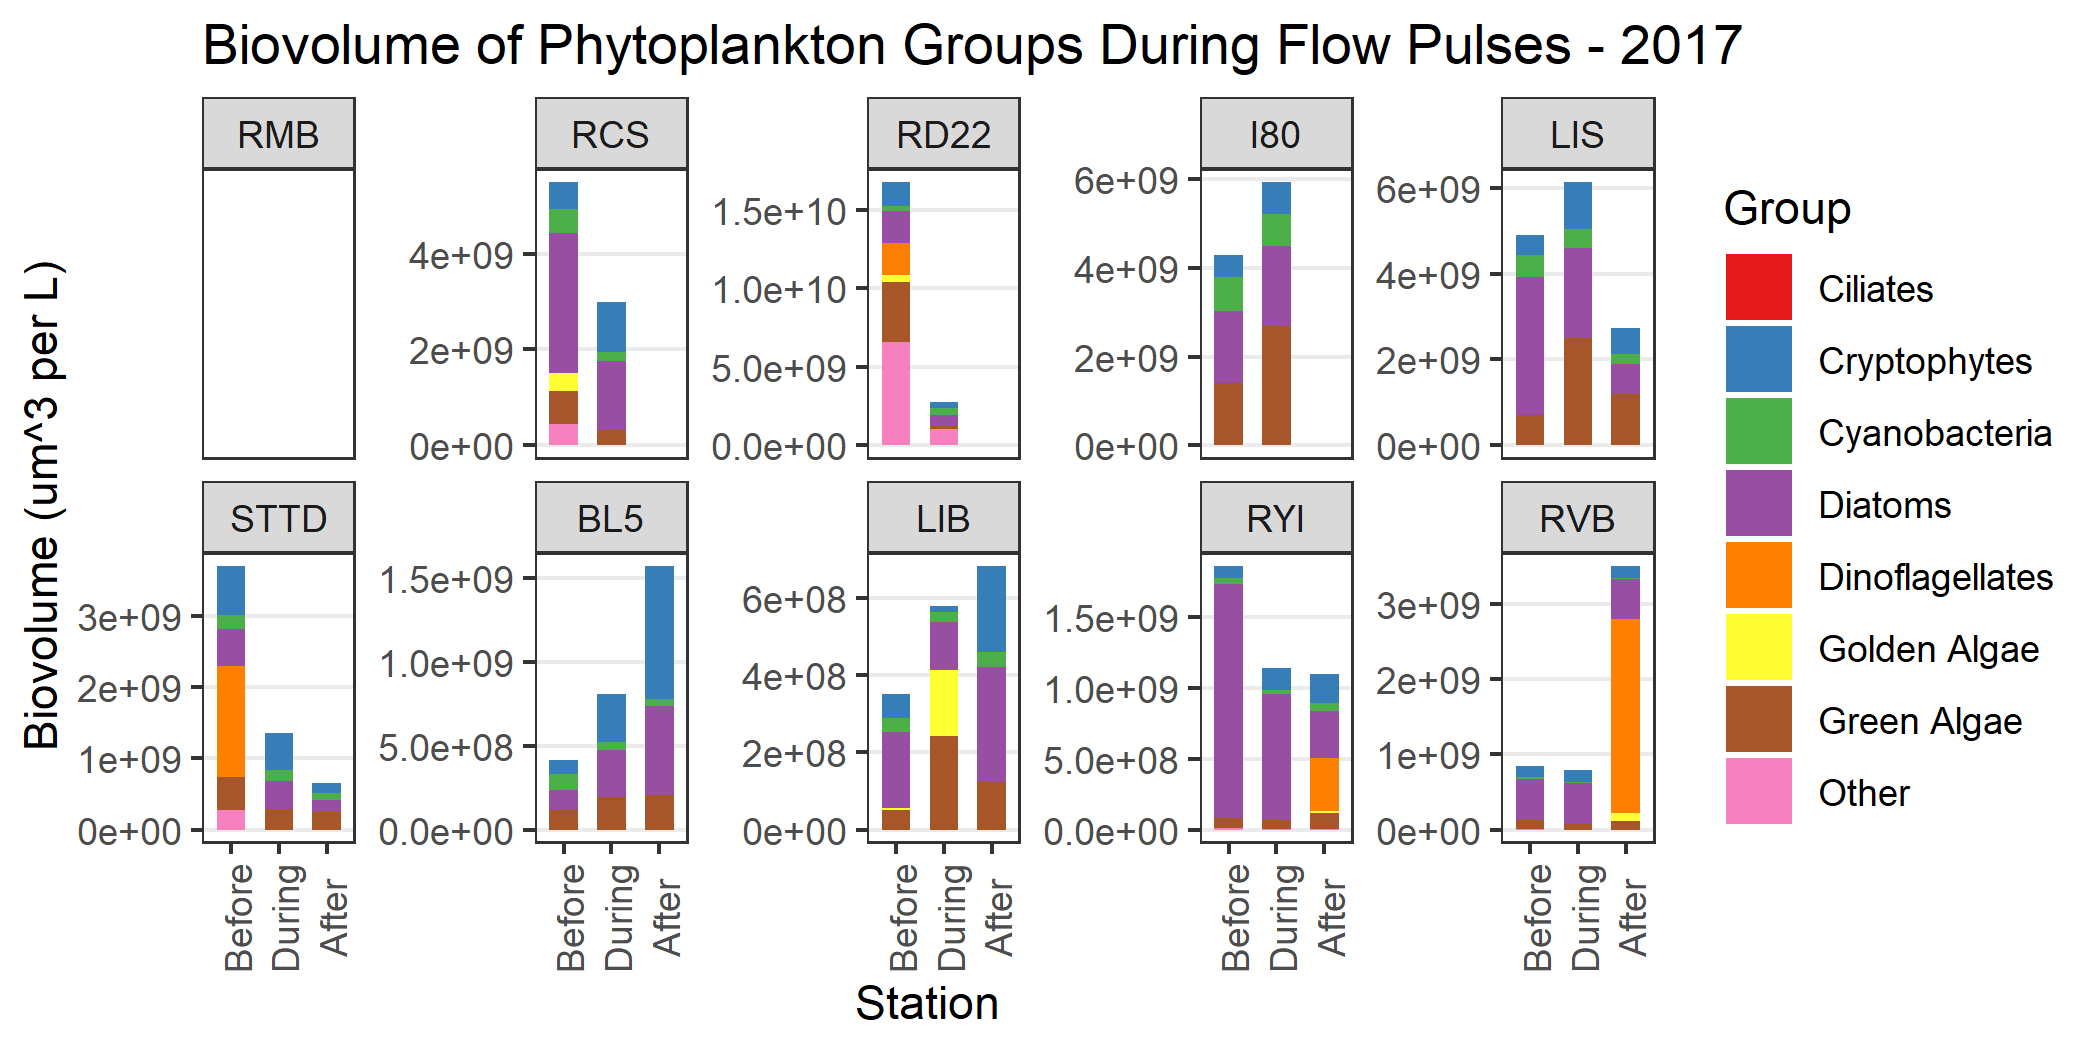 Biovolume of Phytoplankton Groups During Flow Pulses - 2017
Biovolume (um^3 per L)
RMB
RCS
4e+09
2e+09
0e+00
RD22
1.5e+10
1.0e+10
5.0e+09
0.0e+00
I80
6e+09
4e+09
2e+09
0e+00
LIS
6e+09
4e+09
2e+09
0e+00
STTD
3e+09
2e+09
1e+09
0e+00
Before
During
After
BL5
1.5e+09
1.0e+09
5.0e+08
0.0e+00
Before
During
After
LIB
6e+08
4e+08
2e+08
0e+00
Before
During
After
RYI
1.5e+09
1.0e+09
5.0e+08
0.0e+00
Before
During
After
RVB
3e+09
2e+09
1e+09
0e+00
Before
During
After
Station
Group
Ciliates
Cryptophytes
Cyanobacteria
Diatoms
Dinoflagellates
Golden Algae
Green Algae
Other